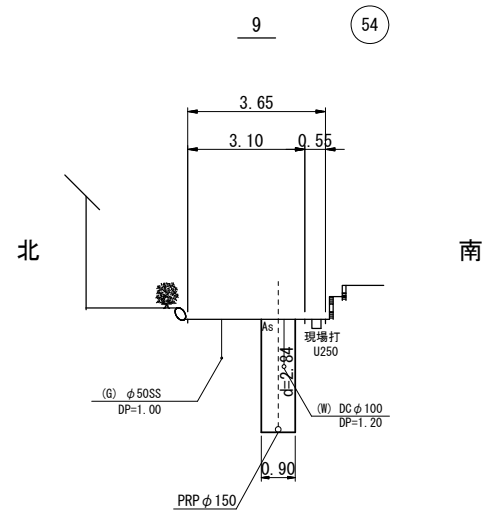 9
54
3.65
3.10
0.55
北
南
As
現場打
U250
d=2.84
(G) φ50SS
DP=1.00
(W) DCφ100
DP=1.20
0.90
PRPφ150